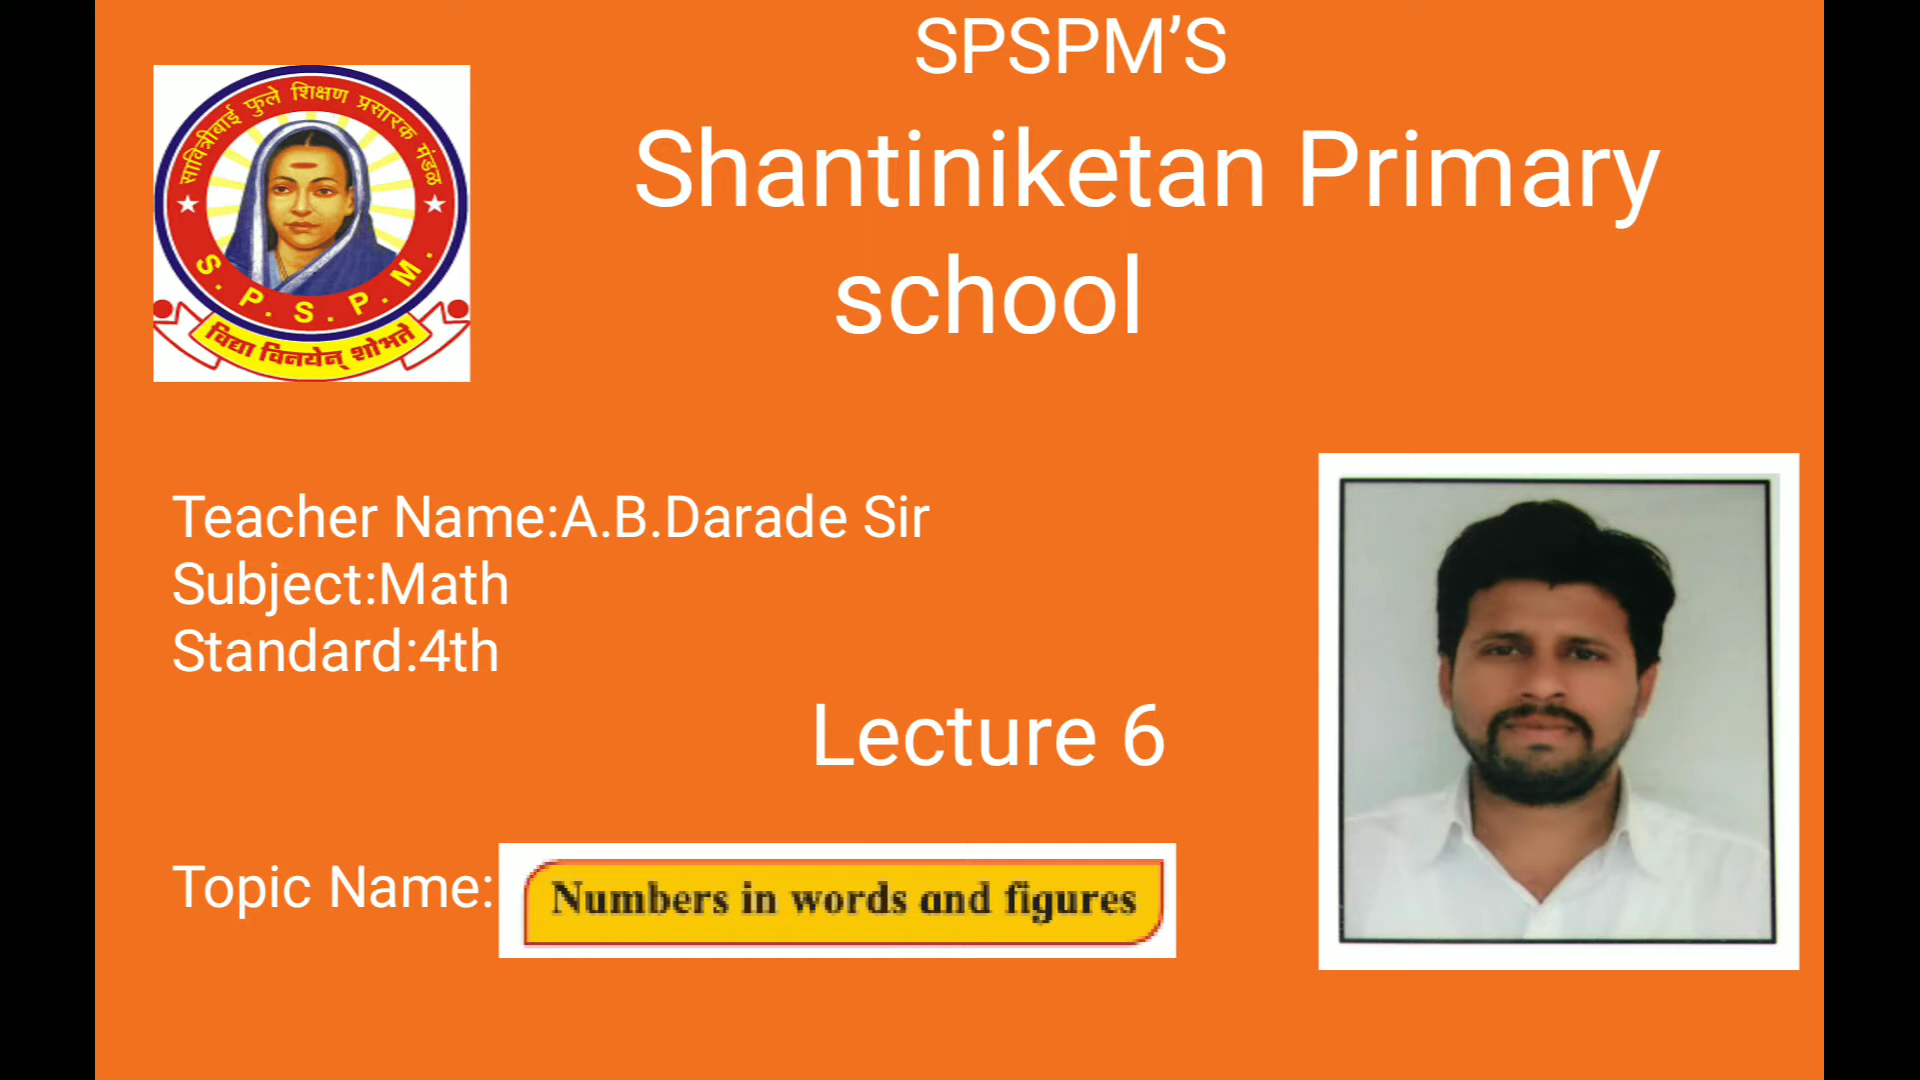 SPSPM’S
Shantiniketan Primary
school
सावित्रीबाई फुले शिक्षण प्रसारक मंडळ
S. P. S. P. M.
विद्या विनयेन् शोभते
Teacher Name:A.B.Darade Sir
Subject:Math
Standard:4th
Lecture 6
Topic Name: Numbers in words and figures